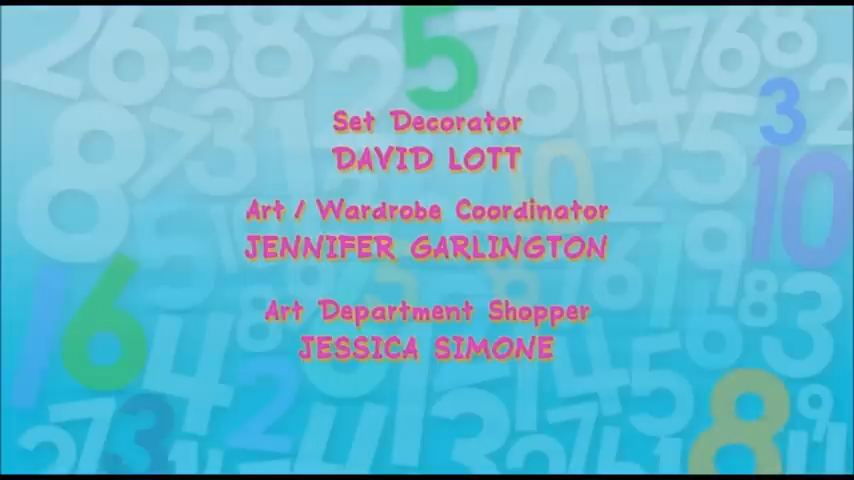 Set Decorator
DAVID LOTT
Art / Wardrobe Coordinator
JENNIFER GARLINGTON
Art Department Shopper
JESSICA SIMONE